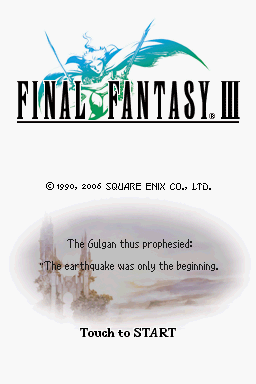 FINAL FANTASY® III
© 1990, 2006 SQUARE ENIX CO., LTD.
The Gulgan thus prophesied:
"The earthquake was only the beginning.
Touch to START